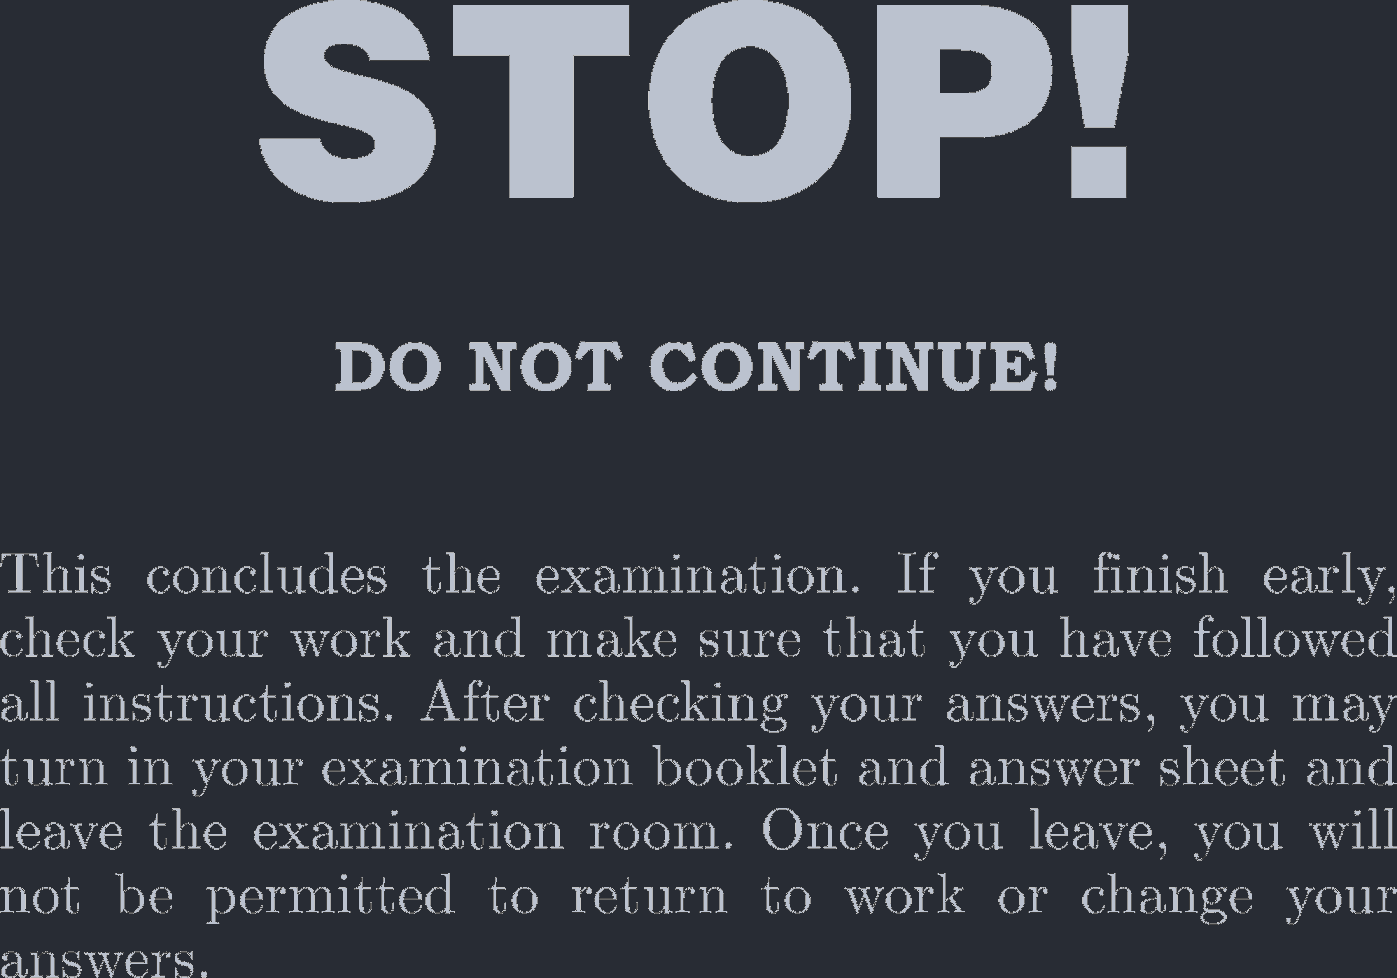 STOP!
DO NOT CONTINUE!
This concludes the examination. If you finish early,
check your work and make sure that you have followed
all instructions. After checking your answers, you may
turn in your examination booklet and answer sheet and
leave the examination room. Once you leave, you will
not be permitted to return to work or change your
answers.